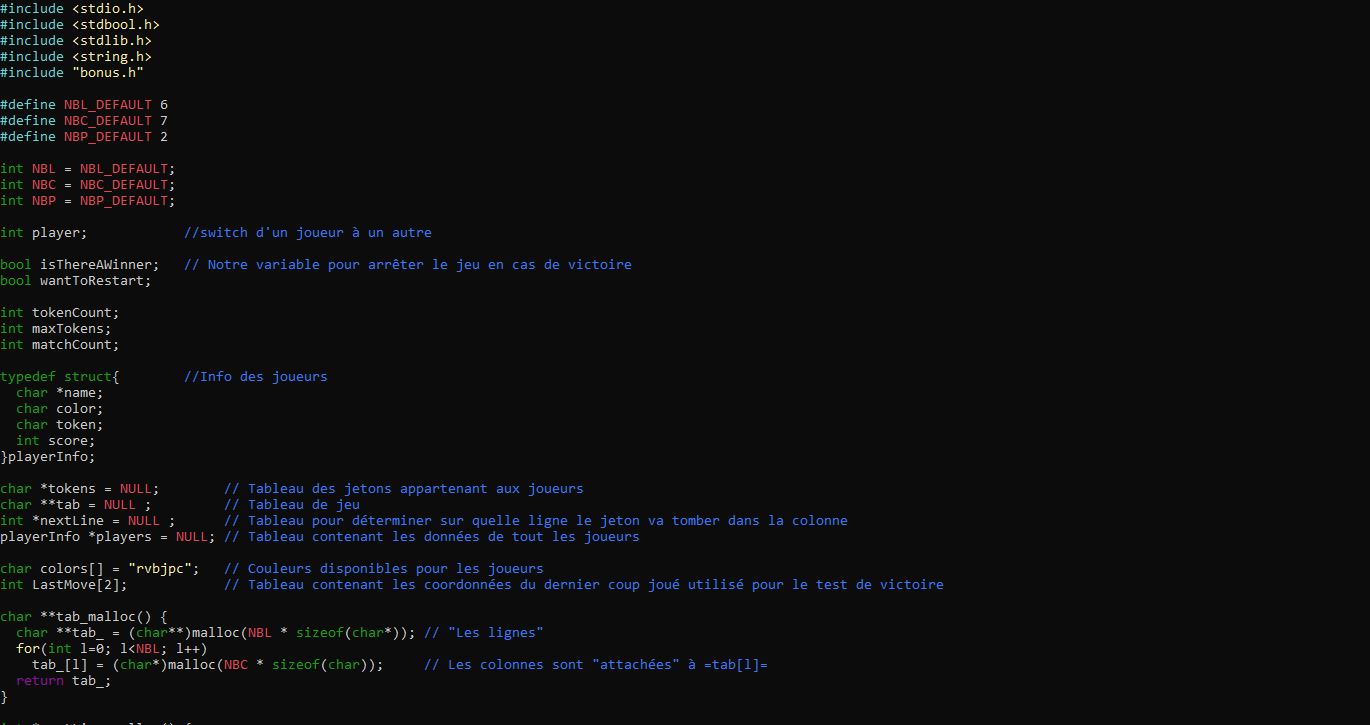 #include <stdio.h>
#include <stdbool.h>
#include <stdlib.h>
#include <string.h>
#include "bonus.h"
#define NBL_DEFAULT 6
#define NBC_DEFAULT 7
#define NBP_DEFAULT 2
int NBL = NBL_DEFAULT;
int NBC = NBC_DEFAULT;
int NBP = NBP_DEFAULT;
int player;            //switch d'un joueur à un autre
bool isThereAWinner;   // Notre variable pour arrêter le jeu en cas de victoire
bool wantToRestart;
int tokenCount;
int maxTokens;
int matchCount;
typedef struct{        //Info des joueurs
  char *name;
  char color;
  char token;
  int score;
}playerInfo;
char *tokens = NULL;        // Tableau des jetons appartenant aux joueurs
char **tab = NULL ;         // Tableau de jeu
int *nextLine = NULL ;      // Tableau pour déterminer sur quelle ligne le jeton va tomber dans la colonne
playerInfo *players = NULL; // Tableau contenant les données de tout les joueurs
char colors[] = "rvbjpc";   // Couleurs disponibles pour les joueurs
int LastMove[2];            // Tableau contenant les coordonnées du dernier coup joué utilisé pour le test de victoire
char **tab_malloc() {
  char **tab_ = (char**)malloc(NBL * sizeof(char*)); // "Les lignes"
  for(int l=0; l<NBL; l++)
    tab_[l] = (char*)malloc(NBC * sizeof(char));     // Les colonnes sont "attachées" à =tab[l]=
  return tab_;
}